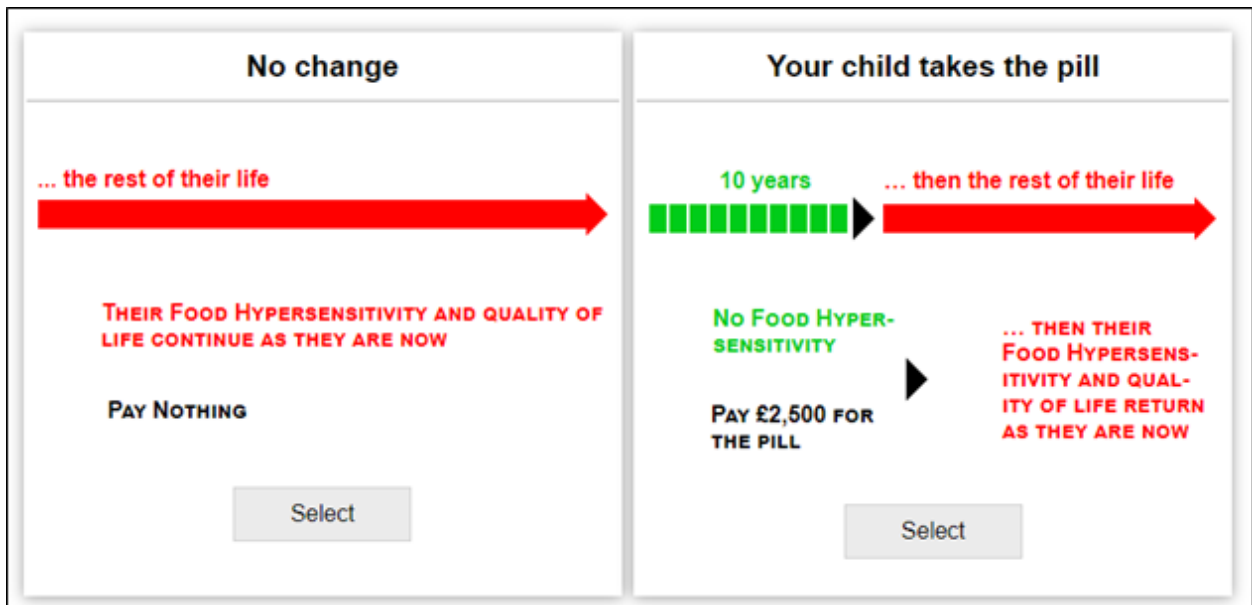 No change
... the rest of their life
THEIR FOOD HYPERSENSITIVITY AND QUALITY OF
LIFE CONTINUE AS THEY ARE NOW
PAY NOTHING
Select
Your child takes the pill
10 years
... then the rest of their life
NO FOOD HYPER-
SENSITIVITY
PAY £2,500 FOR
THE PILL
... THEN THEIR
FOOD HYPERSENS-
ITIVITY AND QUAL-
ITY OF LIFE RETURN
AS THEY ARE NOW
Select